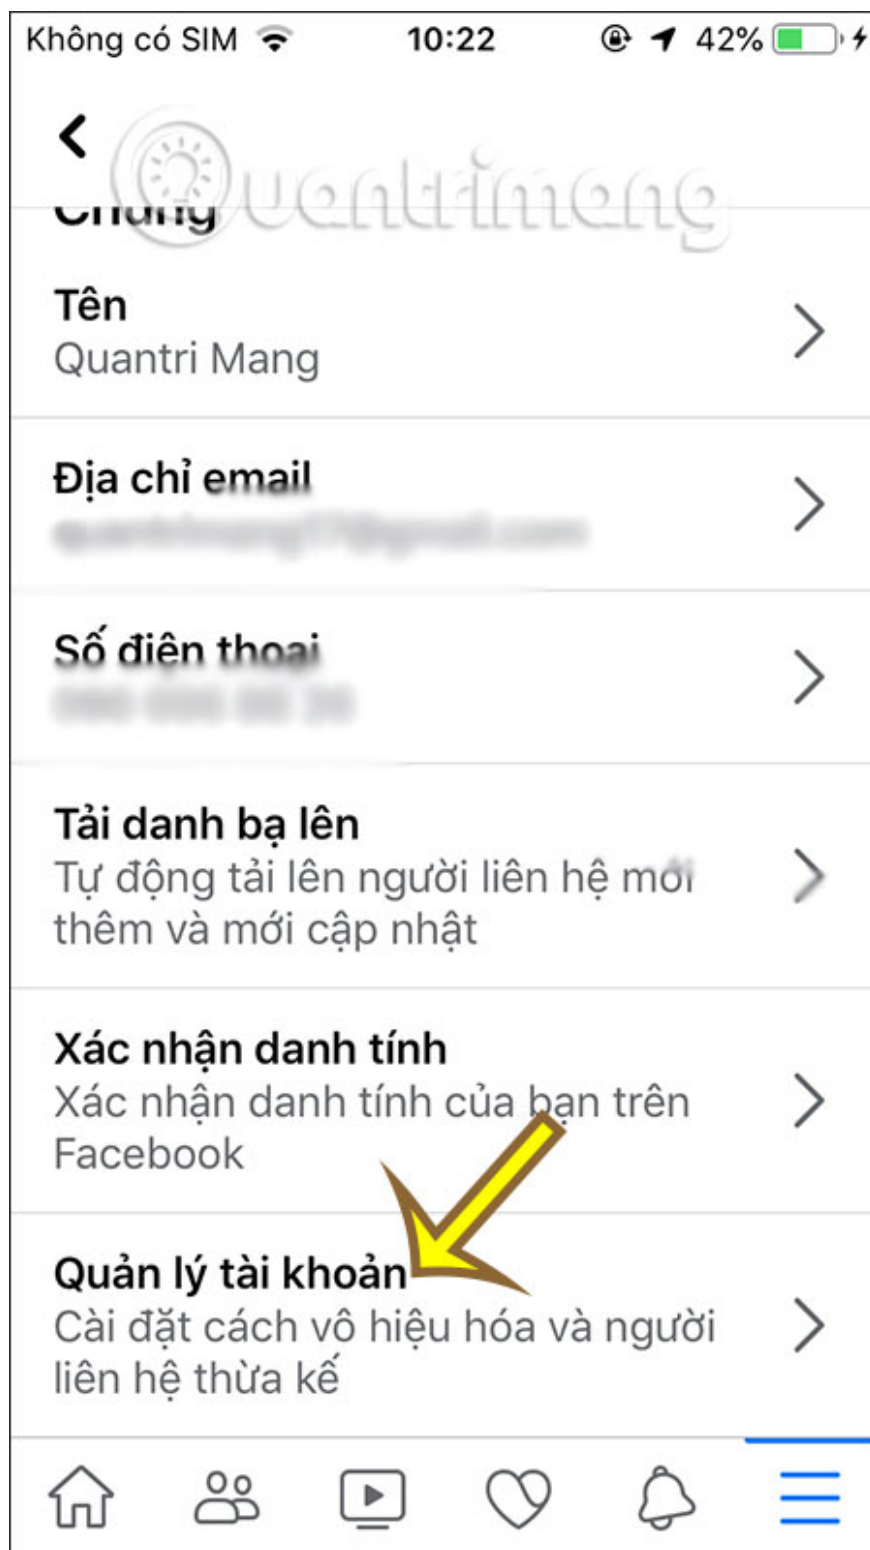 Không có SIM 10:22 42%
Quantrimang
Chung
Tên
Quantri Mang
Địa chỉ email
Số điện thoại
Tải danh bạ lên
Tự động tải lên người liên hệ mới
thêm và mới cập nhật
Xác nhận danh tính
Xác nhận danh tính của bạn trên
Facebook
Quản lý tài khoản
Cài đặt cách vô hiệu hóa và người
liên hệ thừa kế